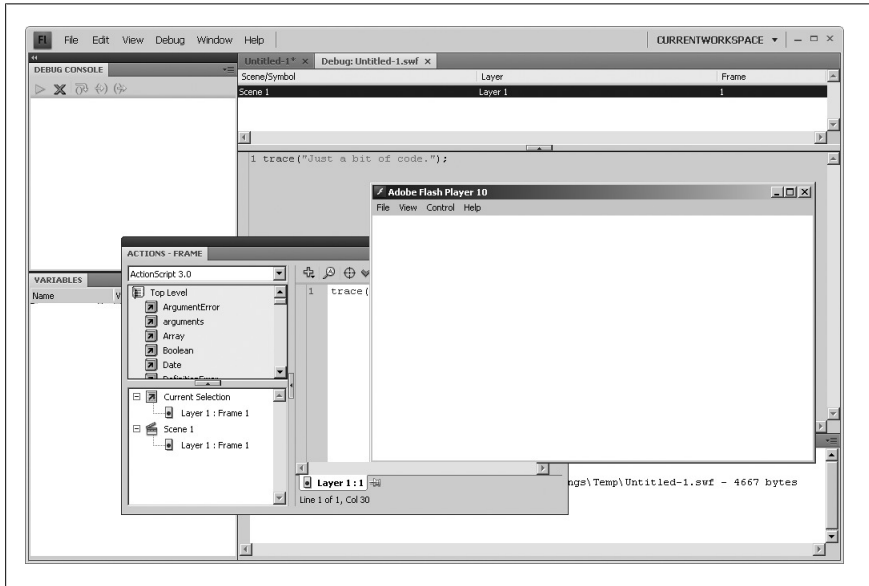 Fl File Edit View Debug Window Help CURRENTWORKSPACE
DEBUG CONSOLE
Untitled-1* × Debug: Untitled-1.swf ×
Scene/Symbol Layer Frame
Scene 1 Layer 1 1
1 trace("Just a bit of code.");
Adobe Flash Player 10
File View Control Help
ACTIONS - FRAME
ActionScript 3.0
Top Level
ArgumentError
arguments
Array
Boolean
Date
1 trace(
VARIABLES
Name V
Current Selection
Layer 1 : Frame 1
Scene 1
Layer 1 : Frame 1
Layer 1 : 1
Line 1 of 1, Col 30
ngs\Temp\Untitled-1.swf - 4667 bytes